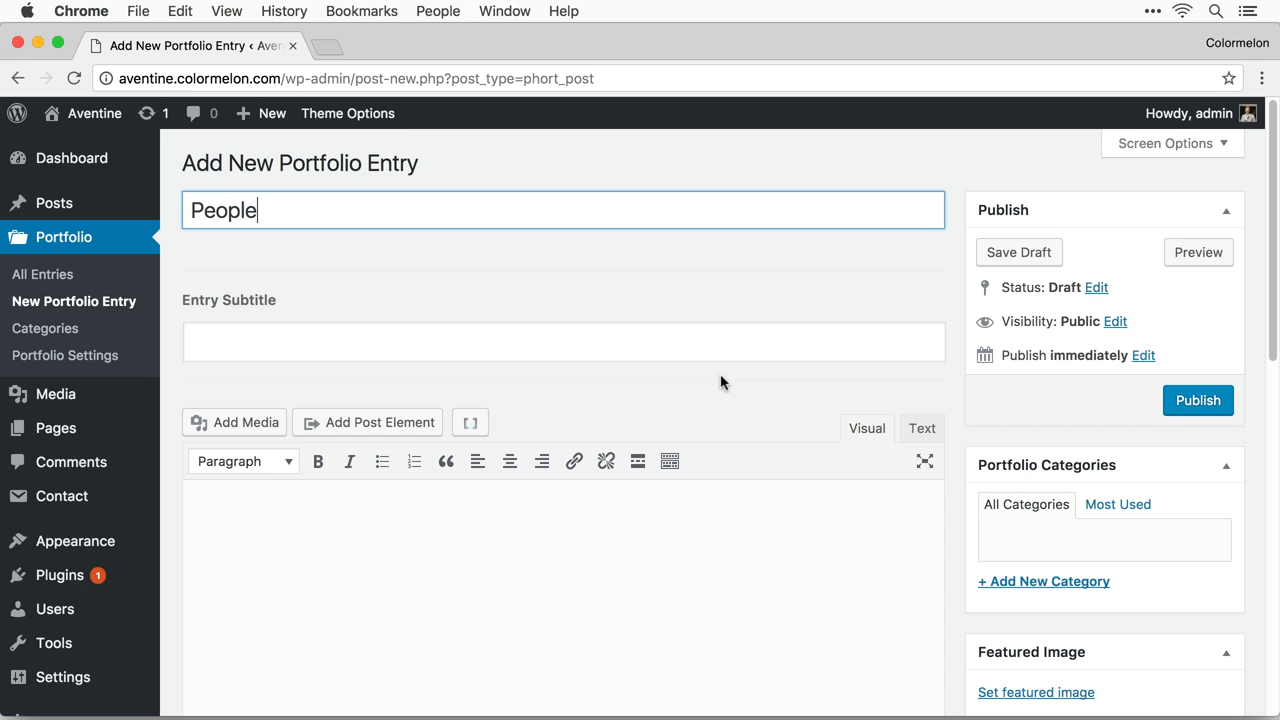 Chrome File Edit View History Bookmarks People Window Help
Add New Portfolio Entry ‹ Aven
Colormelon
aventine.colormelon.com/wp-admin/post-new.php?post_type=phort_post
Aventine 1 0 New Theme Options Howdy, admin
Screen Options
Dashboard
Posts
Portfolio
All Entries
New Portfolio Entry
Categories
Portfolio Settings
Media
Pages
Comments
Contact
Appearance
Plugins 1
Users
Tools
Settings
Add New Portfolio Entry
People
Entry Subtitle
Add Media Add Post Element [ ]
Visual Text
Paragraph B I
Publish
Save Draft Preview
Status: Draft Edit
Visibility: Public Edit
Publish immediately Edit
Publish
Portfolio Categories
All Categories Most Used
+ Add New Category
Featured Image
Set featured image